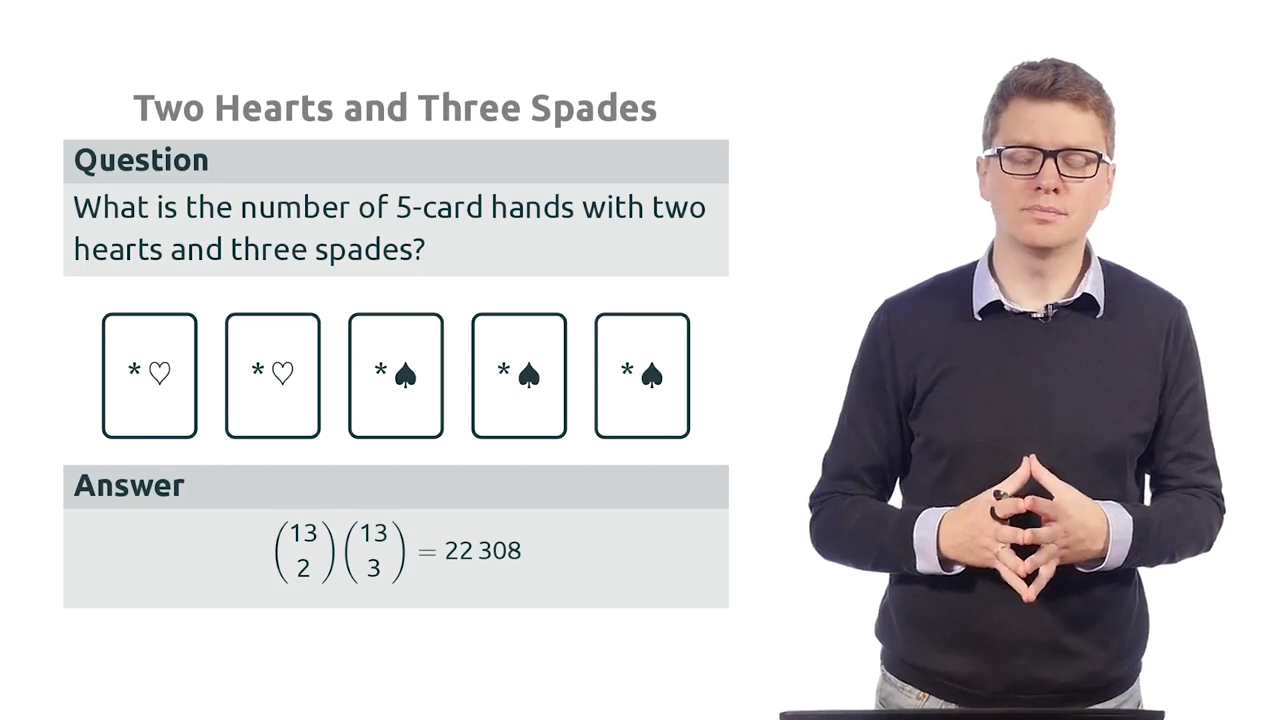 Two Hearts and Three Spades
Question
What is the number of 5-card hands with two
hearts and three spades?
* ♡ * ♡ * ♠ * ♠ * ♠
Answer
(13 2)(13 3) = 22 308